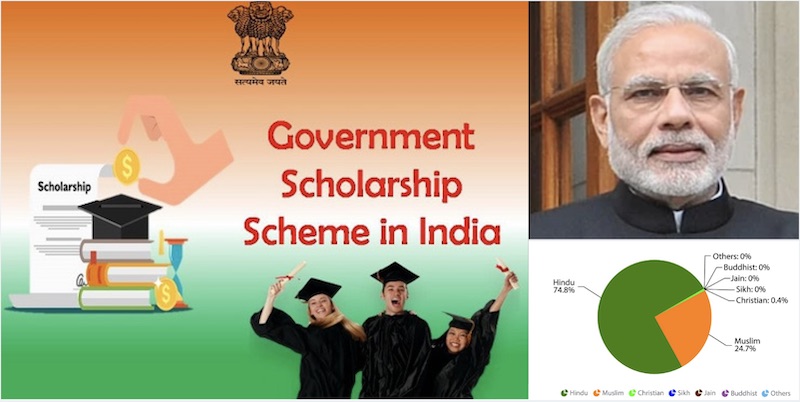 सत्यमेव जयते
Government
Scholarship
Scheme in India
Scholarship
$
$
Others: 0%
Buddhist: 0%
Jain: 0%
Sikh: 0%
Christian: 0.4%
Hindu
74.8%
Muslim
24.7%
Hindu Muslim Christian Sikh Jain Buddhist Others